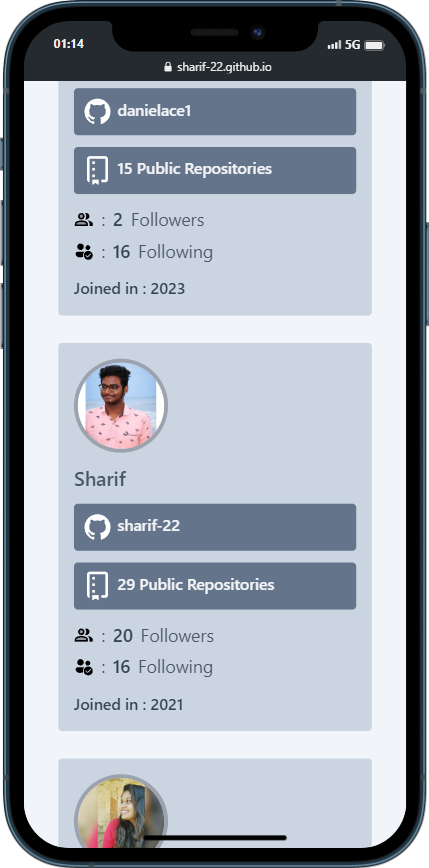 01:14
5G
sharif-22.github.io
danielace1
15 Public Repositories
: 2 Followers
: 16 Following
Joined in : 2023
Sharif
sharif-22
29 Public Repositories
: 20 Followers
: 16 Following
Joined in : 2021